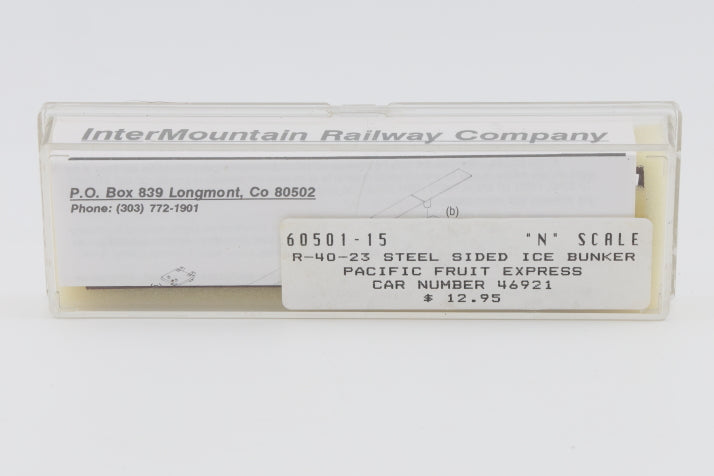 InterMountain Railway Company
P.O. Box 839 Longmont, Co 80502
Phone: (303) 772-1901
(b)
60501-15 "N" SCALE
R-40-23 STEEL SIDED ICE BUNKER
PACIFIC FRUIT EXPRESS
CAR NUMBER 46921
$ 12.95